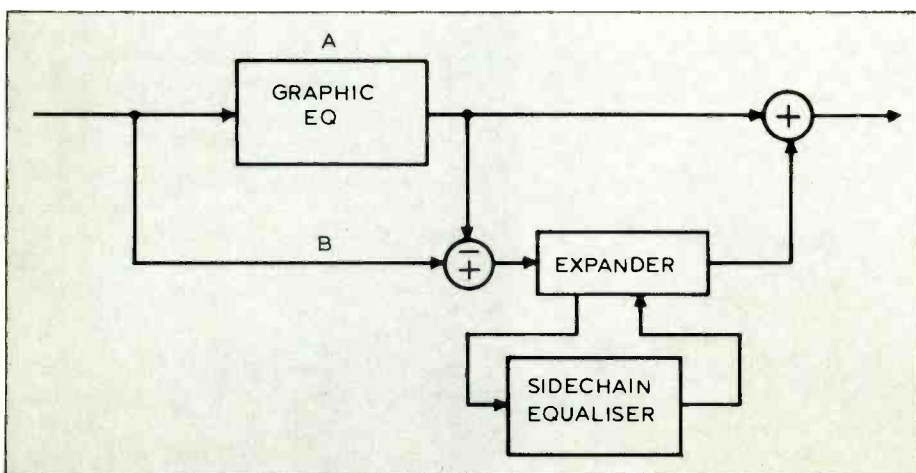 A
GRAPHIC
EQ
+
B
−
+
EXPANDER
SIDECHAIN
EQUALISER